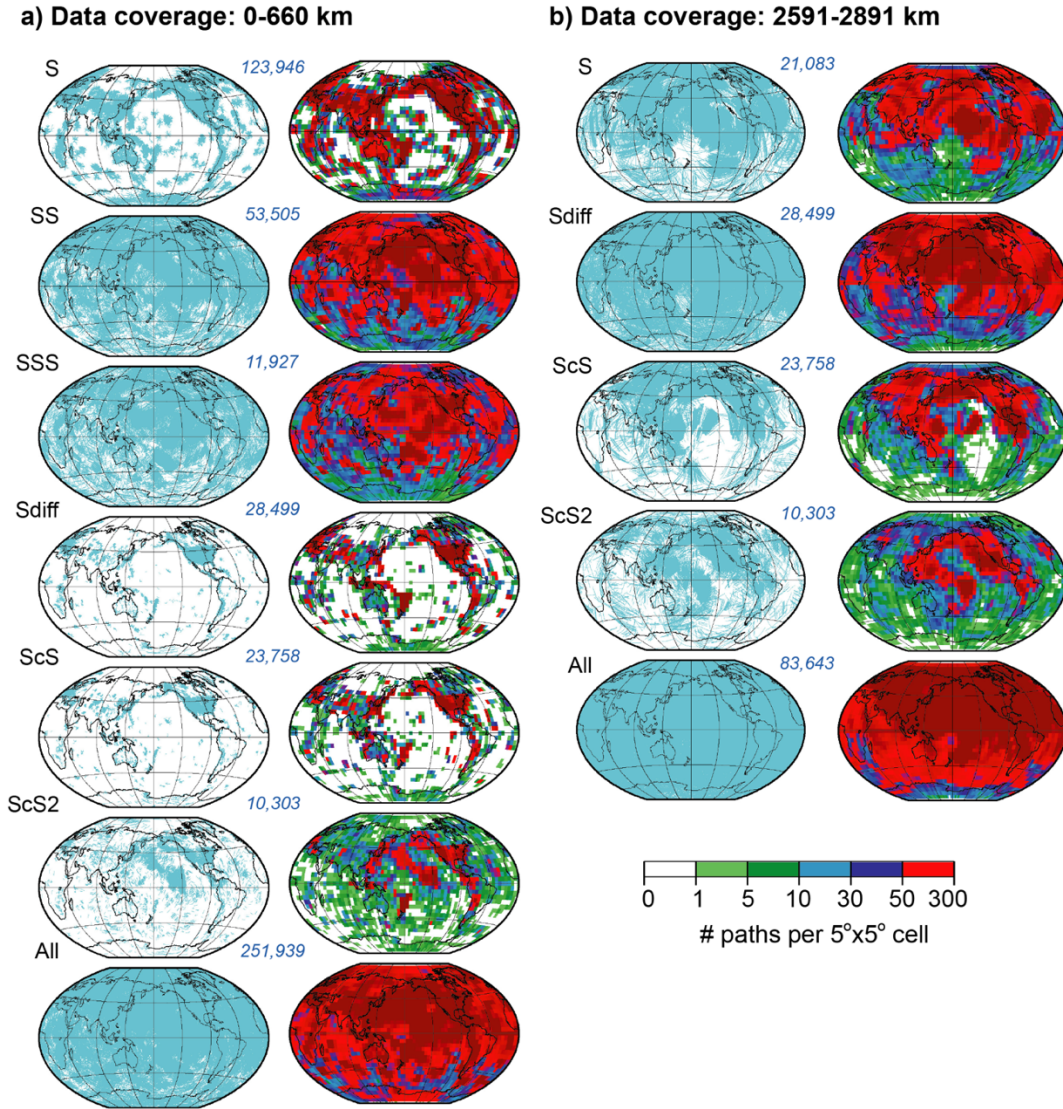 a) Data coverage: 0-660 km
S
123,946
SS
53,505
SSS
11,927
Sdiff
28,499
ScS
23,758
ScS2
10,303
All
251,939
b) Data coverage: 2591-2891 km
S
21,083
Sdiff
28,499
ScS
23,758
ScS2
10,303
All
83,643
0 1 5 10 30 50 300
# paths per 5°x5° cell